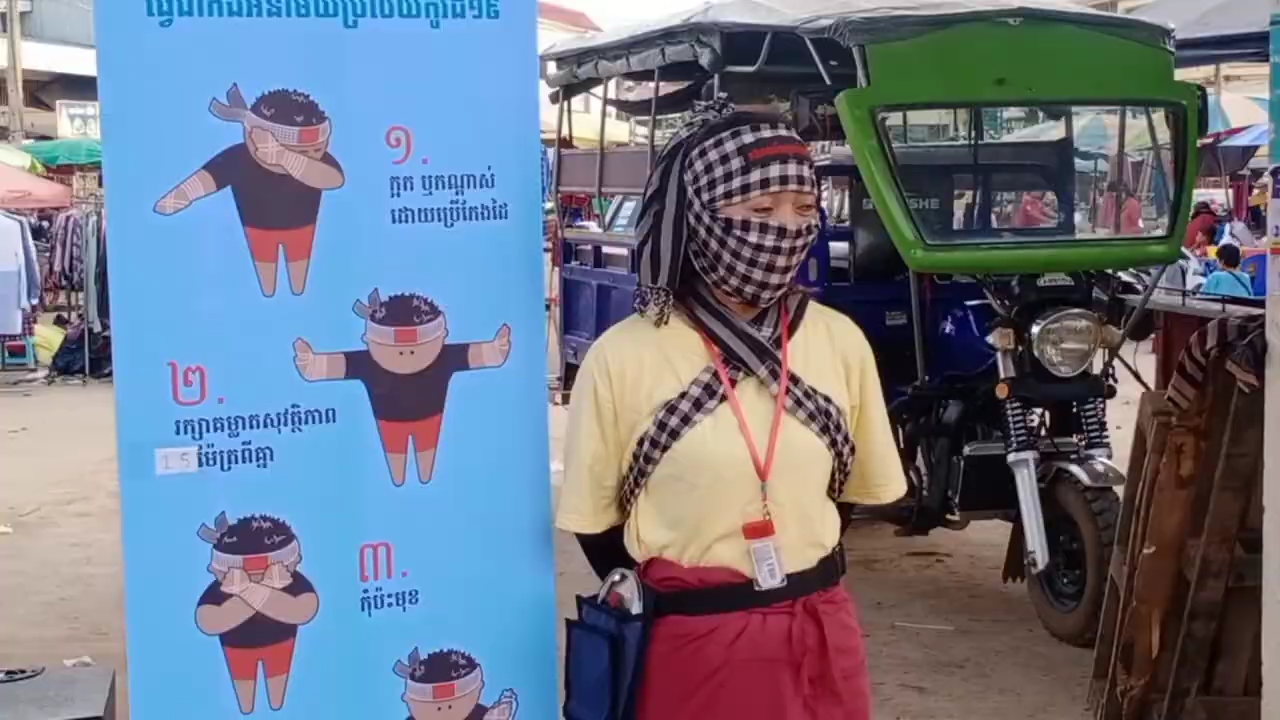 ១.
ក្អក ឬកណ្តាស់
ដោយប្រើកែងដៃ
២.
រក្សាគម្លាតសុវត្ថិភាព
1.5 ម៉ែត្រពីគ្នា
៣.
កុំប៉ះមុខ